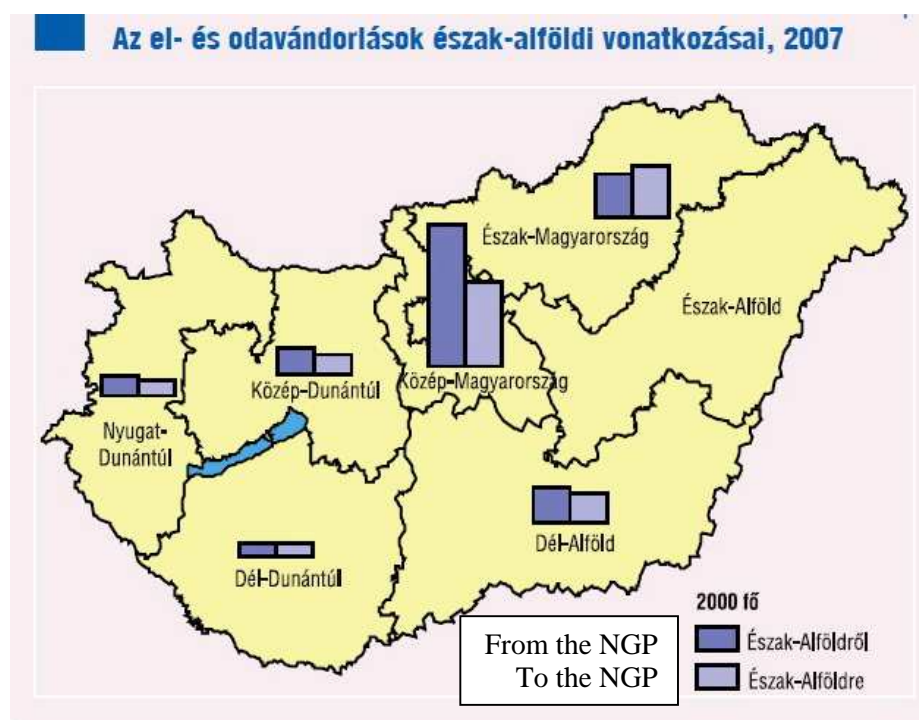 Az el- és odavándorlások észak-alföldi vonatkozásai, 2007
Észak-Magyarország
Észak-Alföld
Közép-Magyarország
Közép-Dunántúl
Nyugat-
Dunántúl
Dél-Alföld
Dél-Dunántúl
2000 fő
From the NGP
Észak-Alföldről
To the NGP
Észak-Alföldre